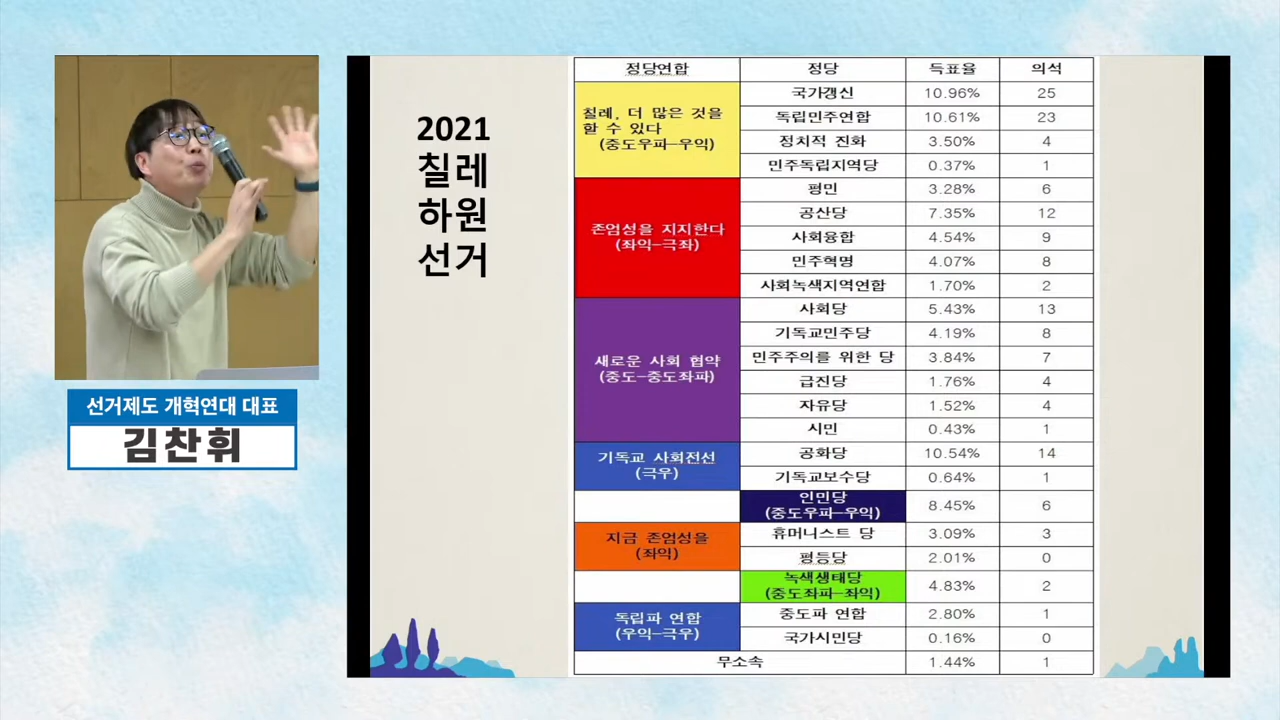 2021
칠레
하원
선거
선거제도 개혁연대 대표
김찬휘
정당연합 정당 득표율 의석
칠레, 더 많은 것을
할 수 있다
(중도우파-우익)
국가갱신 10.96% 25
독립민주연합 10.61% 23
정치적 진화 3.50% 4
민주독립지역당 0.37% 1
존엄성을 지지한다
(좌익-극좌)
평민 3.28% 6
공산당 7.35% 12
사회융합 4.54% 9
민주혁명 4.07% 8
사회녹색지역연합 1.70% 2
새로운 사회 협약
(중도-중도좌파)
사회당 5.43% 13
기독교민주당 4.19% 8
민주주의를 위한 당 3.84% 7
급진당 1.76% 4
자유당 1.52% 4
시민 0.43% 1
기독교 사회전선
(극우)
공화당 10.54% 14
기독교보수당 0.64% 1
인민당
(중도우파-우익) 8.45% 6
지금 존엄성을
(좌익)
휴머니스트 당 3.09% 3
평등당 2.01% 0
녹색생태당
(중도좌파-좌익) 4.83% 2
독립파 연합
(우익-극우)
중도파 연합 2.80% 1
국가시민당 0.16% 0
무소속 1.44% 1